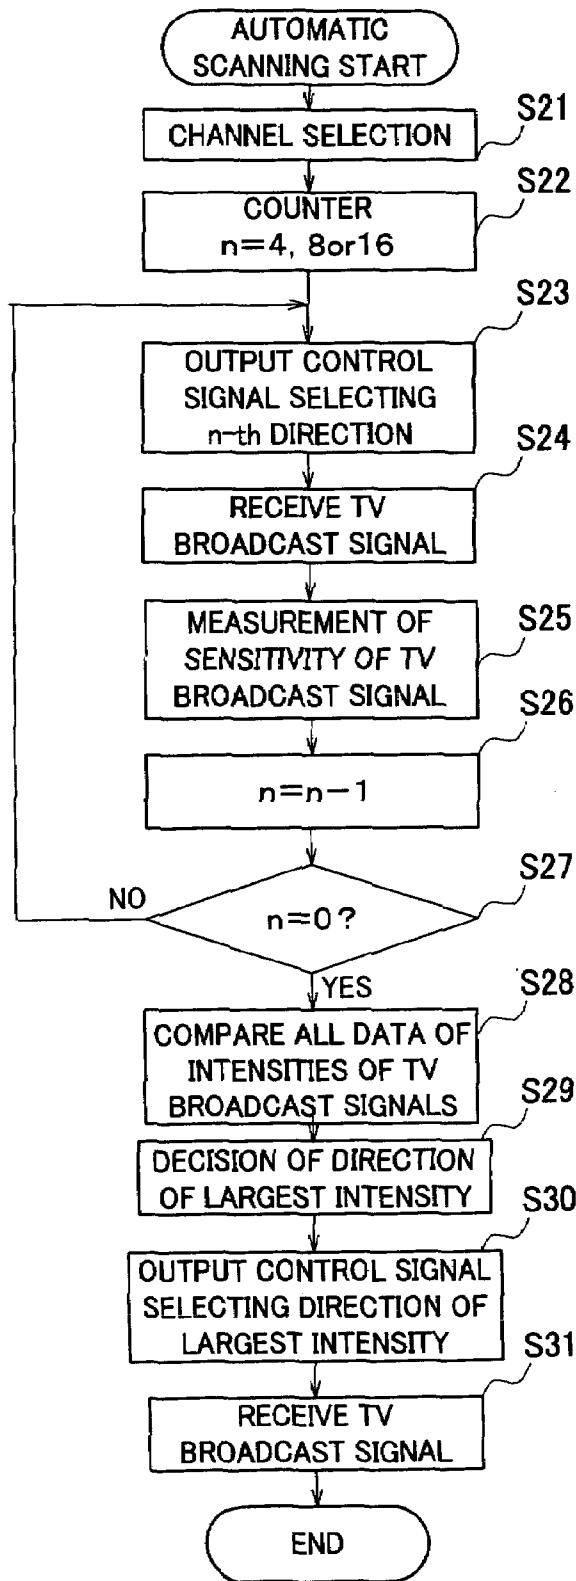 AUTOMATIC
SCANNING START
S21
CHANNEL SELECTION
S22
COUNTER
n=4, 8or16
S23
OUTPUT CONTROL
SIGNAL SELECTING
n-th DIRECTION
S24
RECEIVE TV
BROADCAST SIGNAL
S25
MEASUREMENT OF
SENSITIVITY OF TV
BROADCAST SIGNAL
S26
n=n-1
S27
NO
n=0?
YES
S28
COMPARE ALL DATA OF
INTENSITIES OF TV
BROADCAST SIGNALS
S29
DECISION OF DIRECTION
OF LARGEST INTENSITY
S30
OUTPUT CONTROL SIGNAL
SELECTING DIRECTION OF
LARGEST INTENSITY
S31
RECEIVE TV
BROADCAST SIGNAL
END